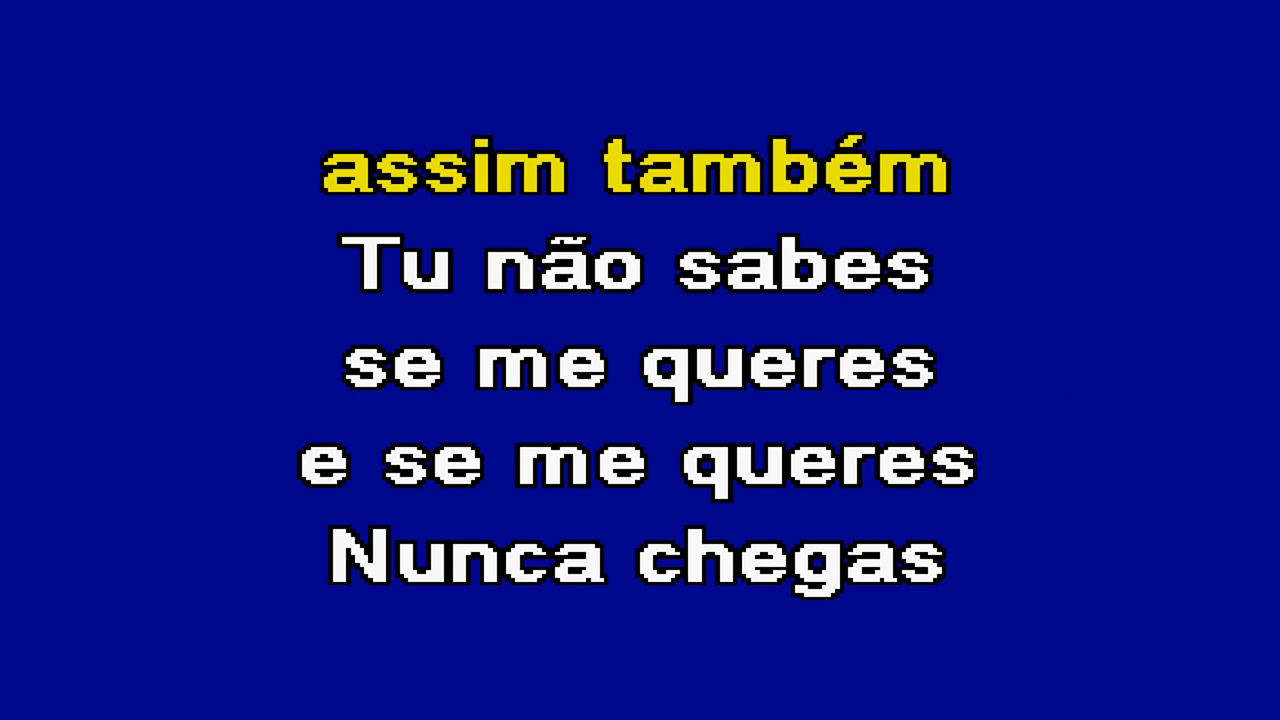 assim também
Tu não sabes
se me queres
e se me queres
Nunca chegas